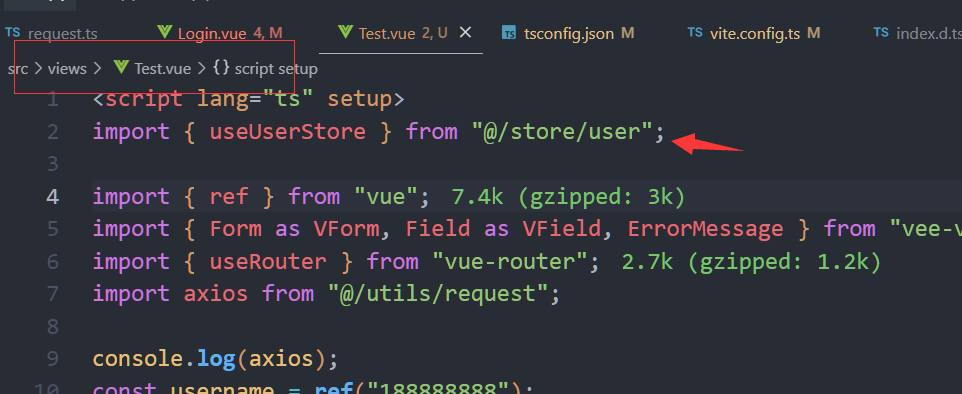 request.ts Login.vue 4, M Test.vue 2, U tsconfig.json M vite.config.ts M index.d.ts
src > views > Test.vue > {} script setup
1 <script lang="ts" setup>
2 import { useUserStore } from "@/store/user";
3
4 import { ref } from "vue"; 7.4k (gzipped: 3k)
5 import { Form as VForm, Field as VField, ErrorMessage } from "vee-v
6 import { useRouter } from "vue-router"; 2.7k (gzipped: 1.2k)
7 import axios from "@/utils/request";
8
9 console.log(axios);
10 const username = ref("188888888");